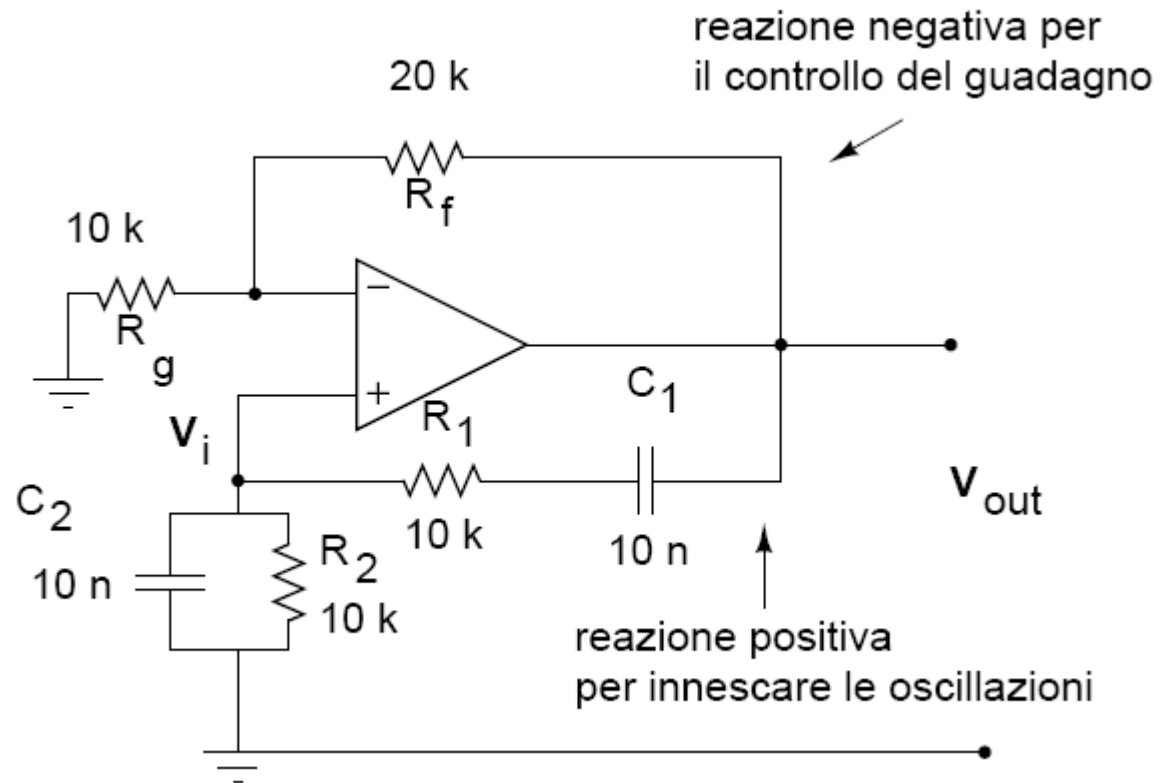 reazione negativa per
il controllo del guadagno
20 k
R f
10 k
R g
−
+
C 1
R 1
v i
10 k
10 n
v out
C 2
10 n
R 2
10 k
reazione positiva
per innescare le oscillazioni